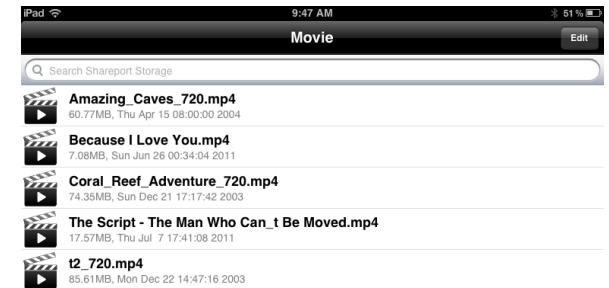 iPad 9:47 AM 51 %
Movie Edit
Search Shareport Storage
Amazing_Caves_720.mp4
60.77MB, Thu Apr 15 08:00:00 2004
Because I Love You.mp4
7.08MB, Sun Jun 26 00:34:04 2011
Coral_Reef_Adventure_720.mp4
74.35MB, Sun Dec 21 17:17:42 2003
The Script - The Man Who Can_t Be Moved.mp4
17.57MB, Thu Jul  7 17:41:08 2011
t2_720.mp4
85.61MB, Mon Dec 22 14:47:16 2003